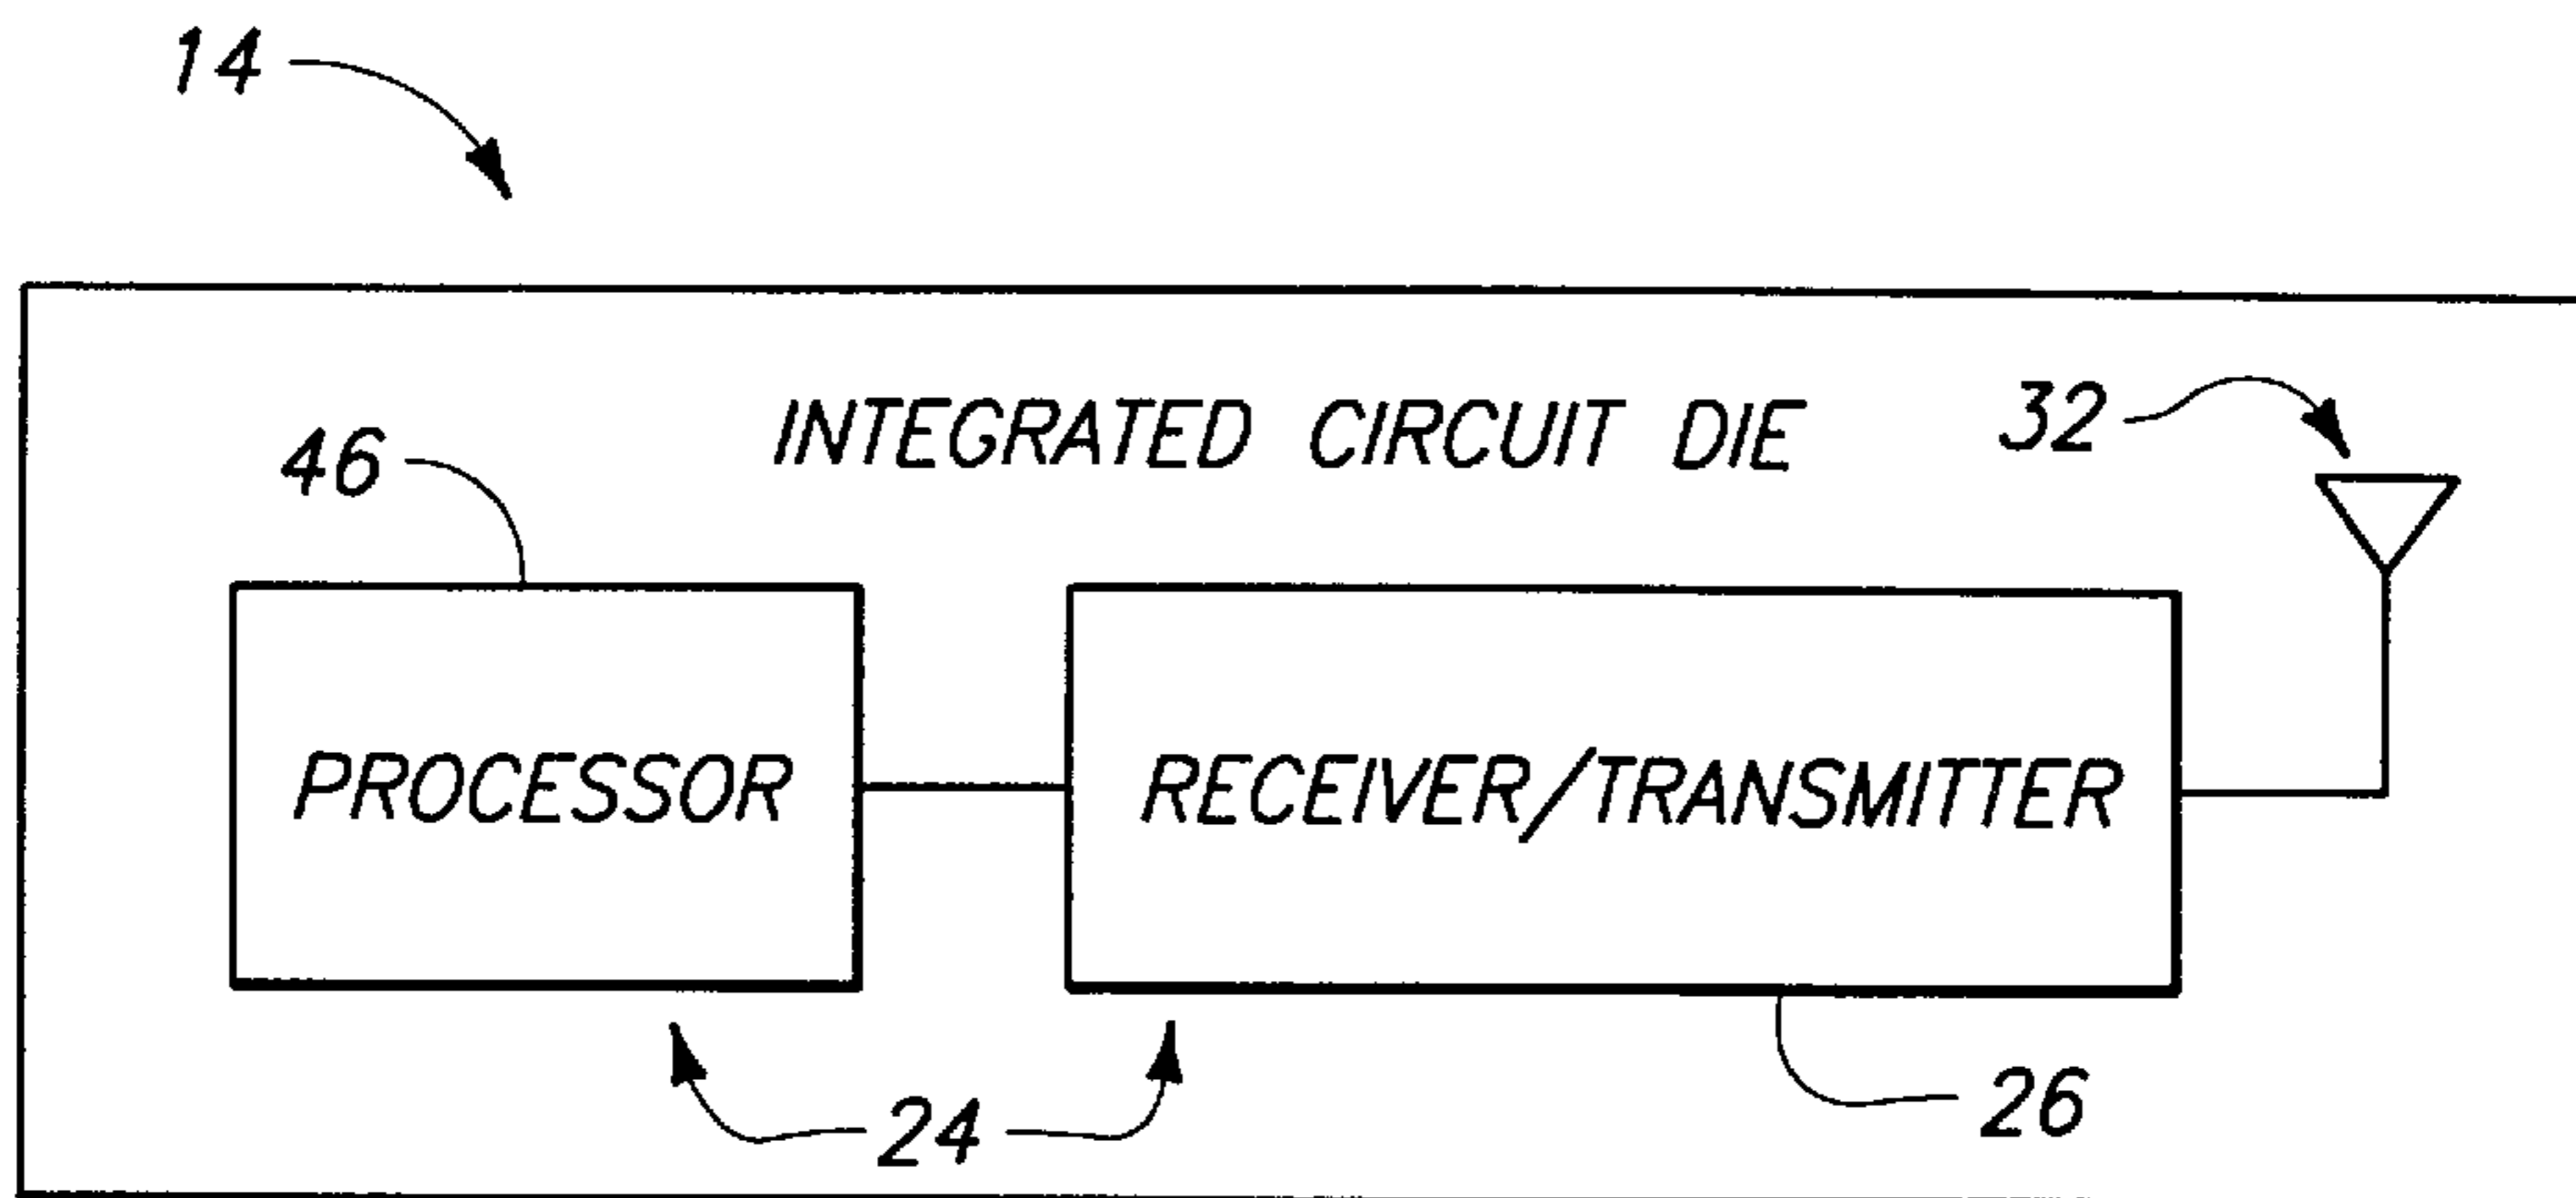 14
INTEGRATED CIRCUIT DIE
32
46
PROCESSOR
RECEIVER/TRANSMITTER
24
26